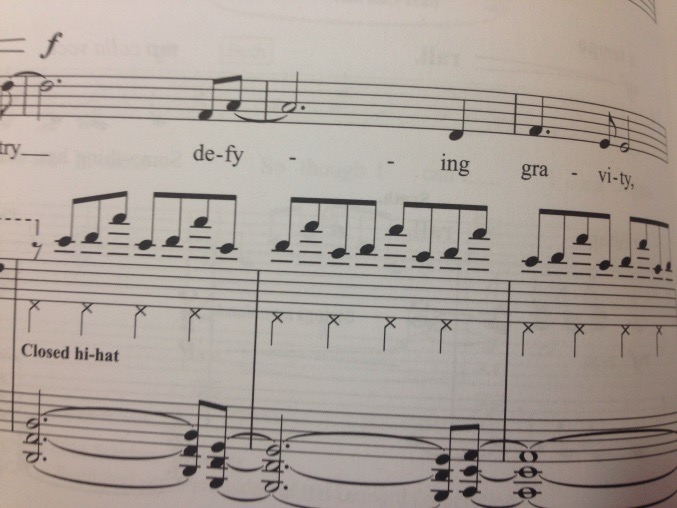 f
try de-fy - - ing gra - vi-ty,
Closed hi-hat